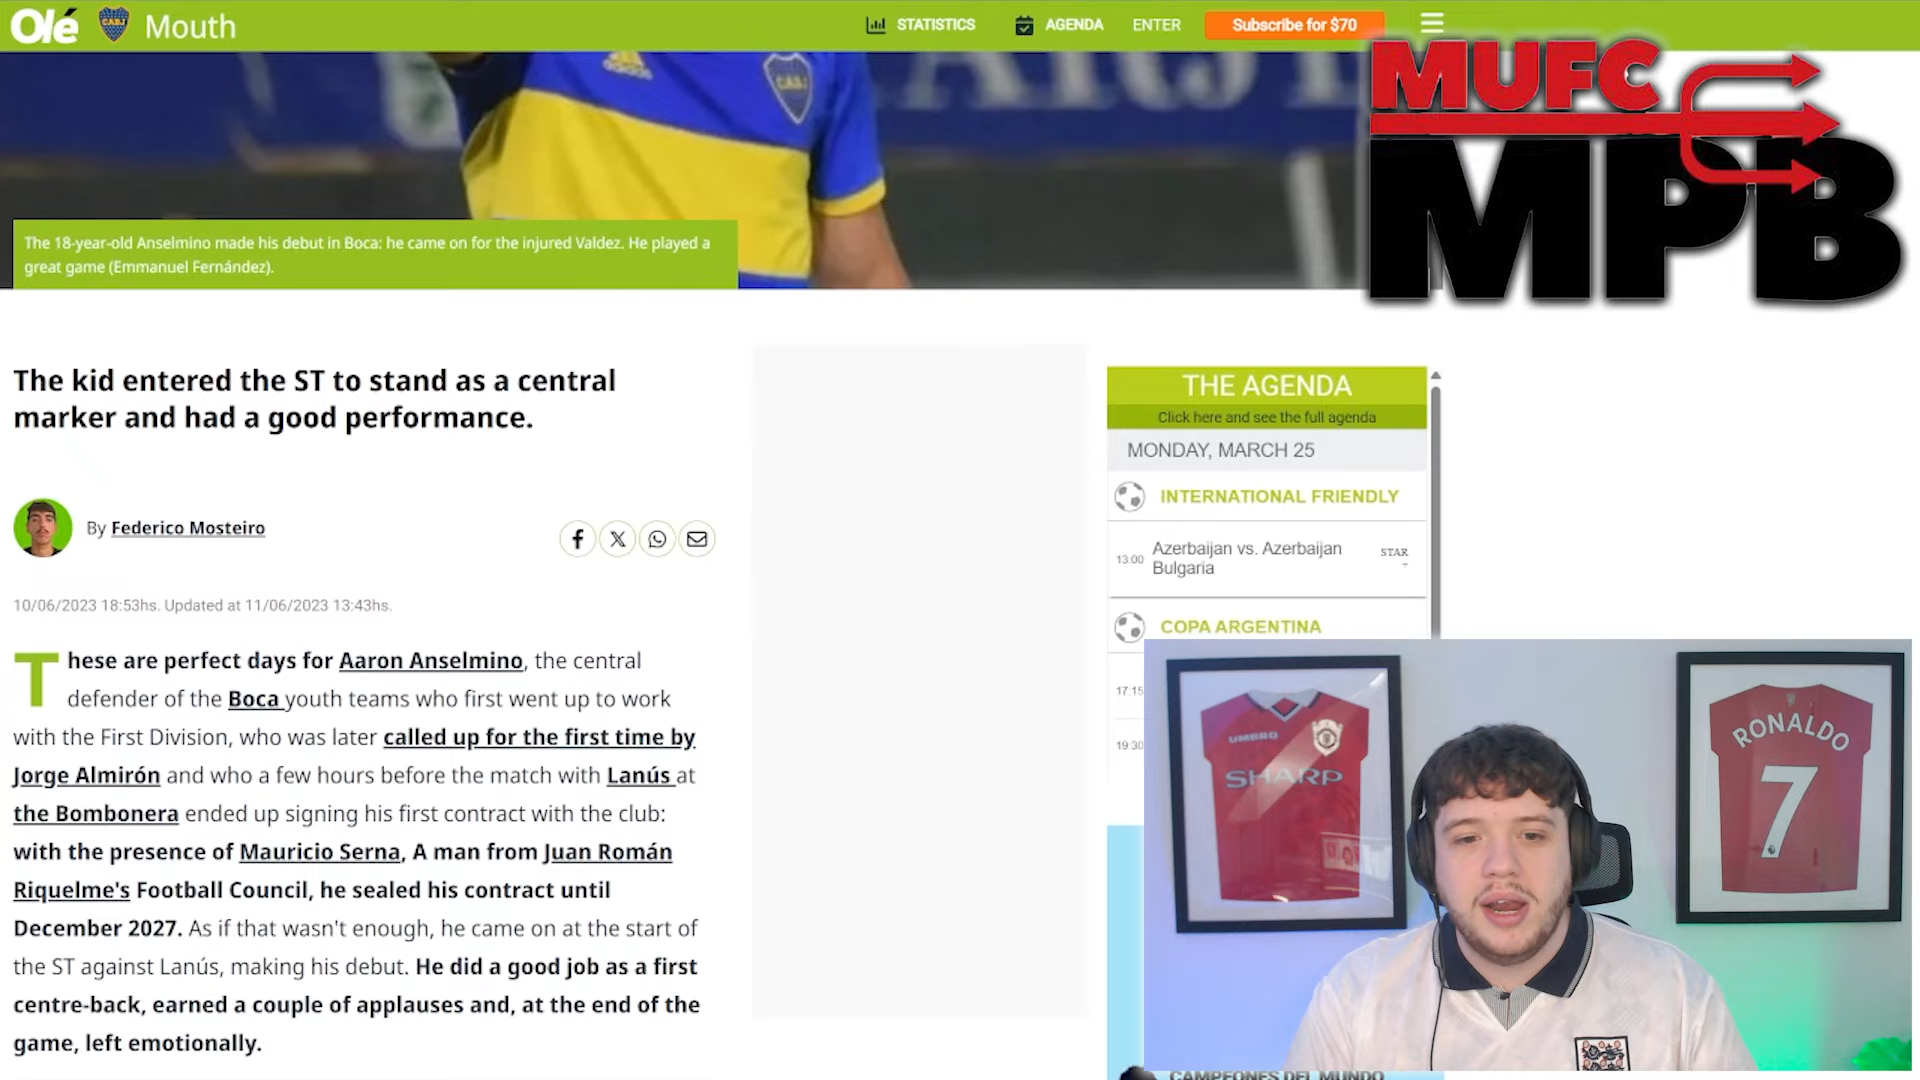 Olé
CABJ
Mouth
STATISTICS
AGENDA
ENTER
Subscribe for $70
MUFC
MPB
CABJ
The 18-year-old Anselmino made his debut in Boca: he came on for the injured Valdez. He played a
great game (Emmanuel Fernández).
The kid entered the ST to stand as a central
marker and had a good performance.
By Federico Mosteiro
10/06/2023 18:53hs. Updated at 11/06/2023 13:43hs.
These are perfect days for Aaron Anselmino, the central
defender of the Boca youth teams who first went up to work
with the First Division, who was later called up for the first time by
Jorge Almirón and who a few hours before the match with Lanús at
the Bombonera ended up signing his first contract with the club:
with the presence of Mauricio Serna, A man from Juan Román
Riquelme's Football Council, he sealed his contract until
December 2027. As if that wasn't enough, he came on at the start of
the ST against Lanús, making his debut. He did a good job as a first
centre-back, earned a couple of applauses and, at the end of the
game, left emotionally.
THE AGENDA
Click here and see the full agenda
MONDAY, MARCH 25
INTERNATIONAL FRIENDLY
13:00
Azerbaijan vs. Azerbaijan
Bulgaria
STAR
+
COPA ARGENTINA
17:15
19:30
UMBRO
SHARP
RONALDO
7
CAMPEONES DEL MUNDO